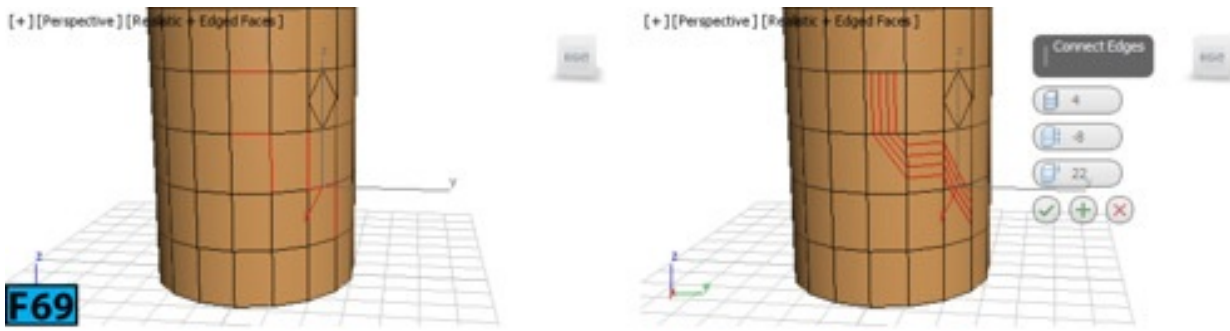 [+][Perspective][Realistic + Edged Faces]
z
y
z
F69
[+][Perspective][Realistic + Edged Faces]
z
Connect Edges
4
-8
22
z